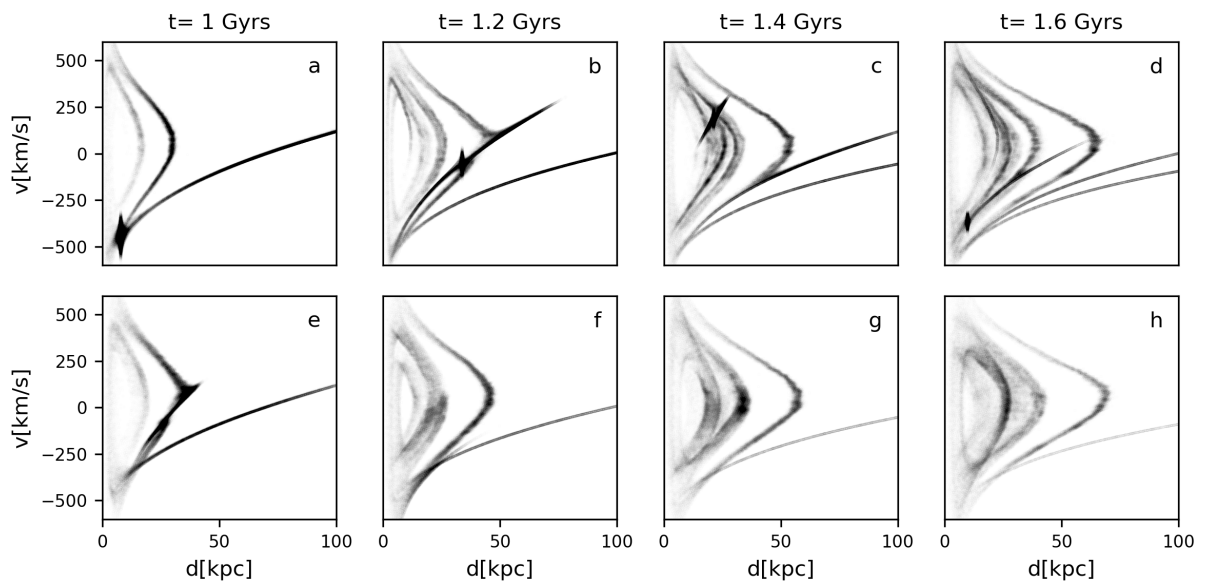 t= 1 Gyrs t= 1.2 Gyrs t= 1.4 Gyrs t= 1.6 Gyrs
a b c d
500
250
0
−250
−500
v[km/s]
e f g h
500
250
0
−250
−500
v[km/s]
0 50 100 0 50 100 0 50 100 0 50 100
d[kpc] d[kpc] d[kpc] d[kpc]